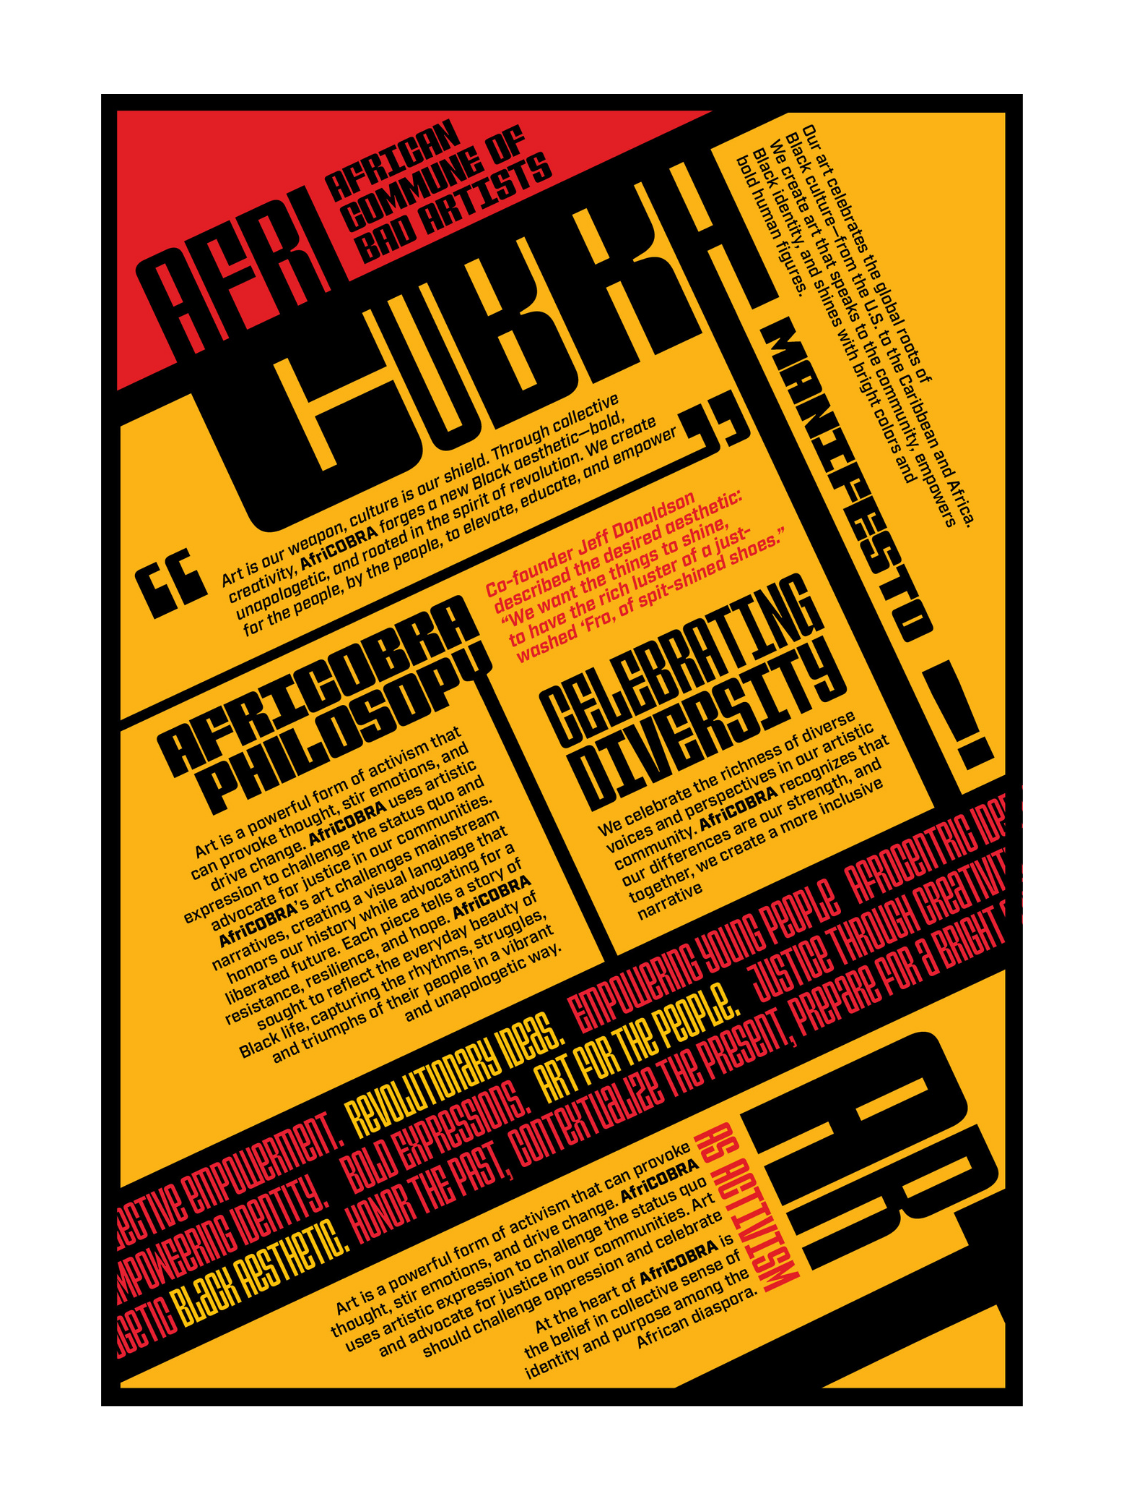 AFRI
AFRICAN
COMMUNE OF
BAD ARTISTS
COBRA
MANIFESTO!
Our art celebrates the global roots of
Black culture—from the U.S. to the Caribbean and Africa.
We create art that speaks to the community, empowers
Black identity, and shines with bright colors and
bold human figures.
“
Art is our weapon, culture is our shield. Through collective
creativity, AfriCOBRA forges a new Black aesthetic—bold,
unapologetic, and rooted in the spirit of revolution. We create
for the people, by the people, to elevate, educate, and empower
”
Co-founder Jeff Donaldson
described the desired aesthetic:
“We want the things to shine,
to have the rich luster of a just-
washed ‘Fro, of spit-shined shoes.”
AFRICOBRA
PHILOSOPY
Art is a powerful form of activism that
can provoke thought, stir emotions, and
drive change. AfriCOBRA uses artistic
expression to challenge the status quo and
advocate for justice in our communities.
AfriCOBRA’s art challenges mainstream
narratives, creating a visual language that
honors our history while advocating for a
liberated future. Each piece tells a story of
resistance, resilience, and hope. AfriCOBRA
sought to reflect the everyday beauty of
Black life, capturing the rhythms, struggles,
and triumphs of their people in a vibrant
and unapologetic way.
CELEBRATING
DIVERSITY
We celebrate the richness of diverse
voices and perspectives in our artistic
community. AfriCOBRA recognizes that
our differences are our strength, and
together, we create a more inclusive
narrative
LECTIVE EMPOWERMENT. REVOLUTIONARY IDEAS. EMPOWERING YOUNG PEOPLE AFROCENTRIC IDEA
MPOWEERING IDENTITY. BOLD EXPRESSIONS. ART FOR THE PEOPLE. JUSTICE THROUGH CREATIVIT
OGETIC BLACK AESTHETIC. HONOR THE PAST, CONTEXTUALIZE THE PRESENT, PREPARE FOR A BRIGHT
ART
AS ACTIVISM
Art is a powerful form of activism that can provoke
thought, stir emotions, and drive change. AfriCOBRA
uses artistic expression to challenge the status quo
and advocate for justice in our communities. Art
should challenge oppression and celebrate
At the heart of AfriCOBRA is
the belief in collective sense of
identity and purpose among the
African diaspora.